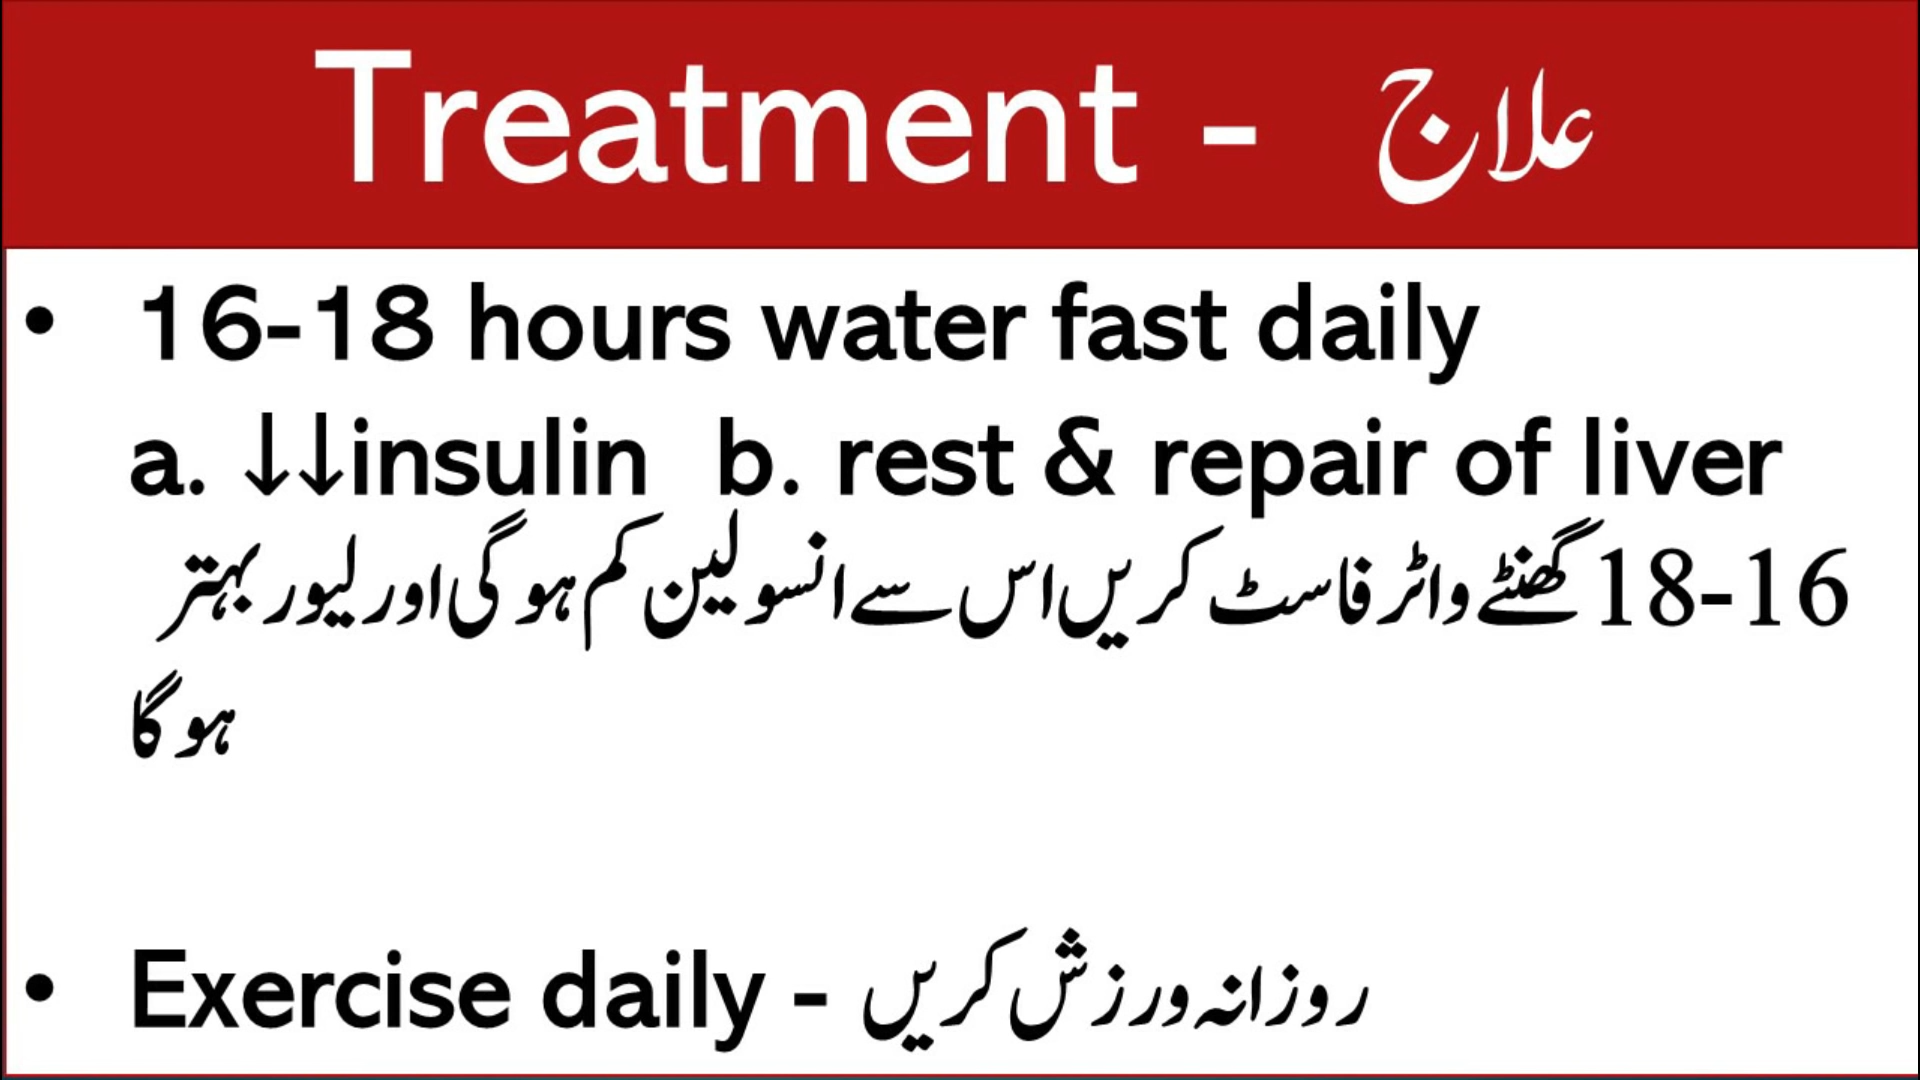 Treatment - علاج
• 16-18 hours water fast daily
a. ↓↓insulin b. rest & repair of liver
16-18 گھنٹے واٹر فاسٹ کریں اس سے انسولین کم ہو گی اور لیور بہتر
ہو گا
• Exercise daily - روزانہ ورزش کریں